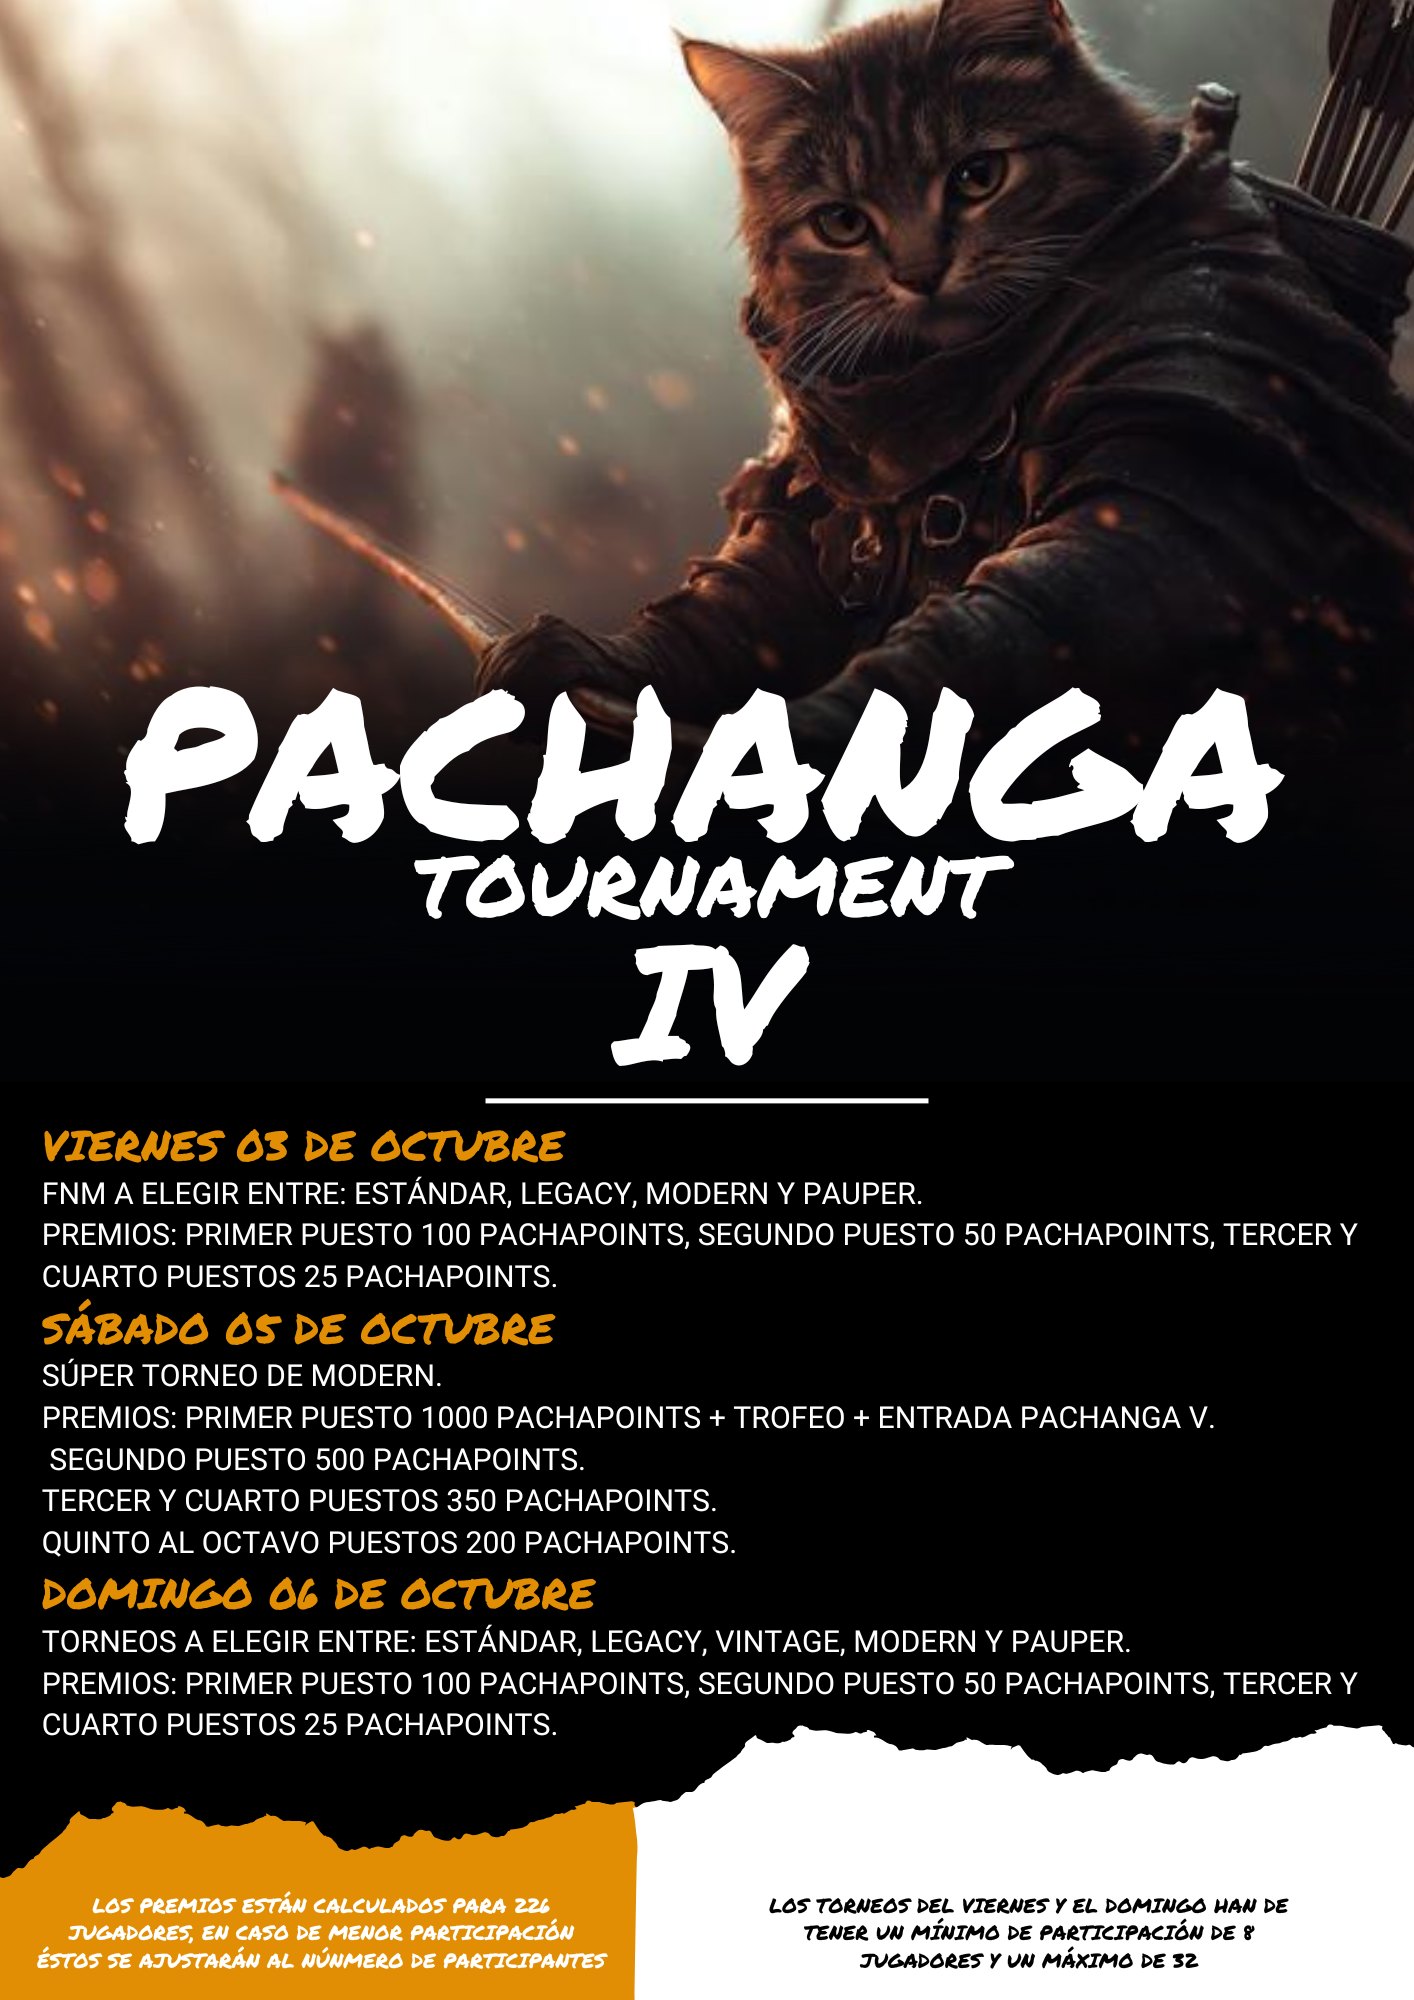 PACHANGA
TOURNAMENT
IV
VIERNES 03 DE OCTUBRE
FNM A ELEGIR ENTRE: ESTÁNDAR, LEGACY, MODERN Y PAUPER.
PREMIOS: PRIMER PUESTO 100 PACHAPOINTS, SEGUNDO PUESTO 50 PACHAPOINTS, TERCER Y
CUARTO PUESTOS 25 PACHAPOINTS.
SÁBADO 05 DE OCTUBRE
SÚPER TORNEO DE MODERN.
PREMIOS: PRIMER PUESTO 1000 PACHAPOINTS + TROFEO + ENTRADA PACHANGA V.
SEGUNDO PUESTO 500 PACHAPOINTS.
TERCER Y CUARTO PUESTOS 350 PACHAPOINTS.
QUINTO AL OCTAVO PUESTOS 200 PACHAPOINTS.
DOMINGO 06 DE OCTUBRE
TORNEOS A ELEGIR ENTRE: ESTÁNDAR, LEGACY, VINTAGE, MODERN Y PAUPER.
PREMIOS: PRIMER PUESTO 100 PACHAPOINTS, SEGUNDO PUESTO 50 PACHAPOINTS, TERCER Y
CUARTO PUESTOS 25 PACHAPOINTS.
LOS PREMIOS ESTÁN CALCULADOS PARA 226
JUGADORES, EN CASO DE MENOR PARTICIPACIÓN
ÉSTOS SE AJUSTARÁN AL NÚNMERO DE PARTICIPANTES
LOS TORNEOS DEL VIERNES Y EL DOMINGO HAN DE
TENER UN MÍNIMO DE PARTICIPACIÓN DE 8
JUGADORES Y UN MÁXIMO DE 32